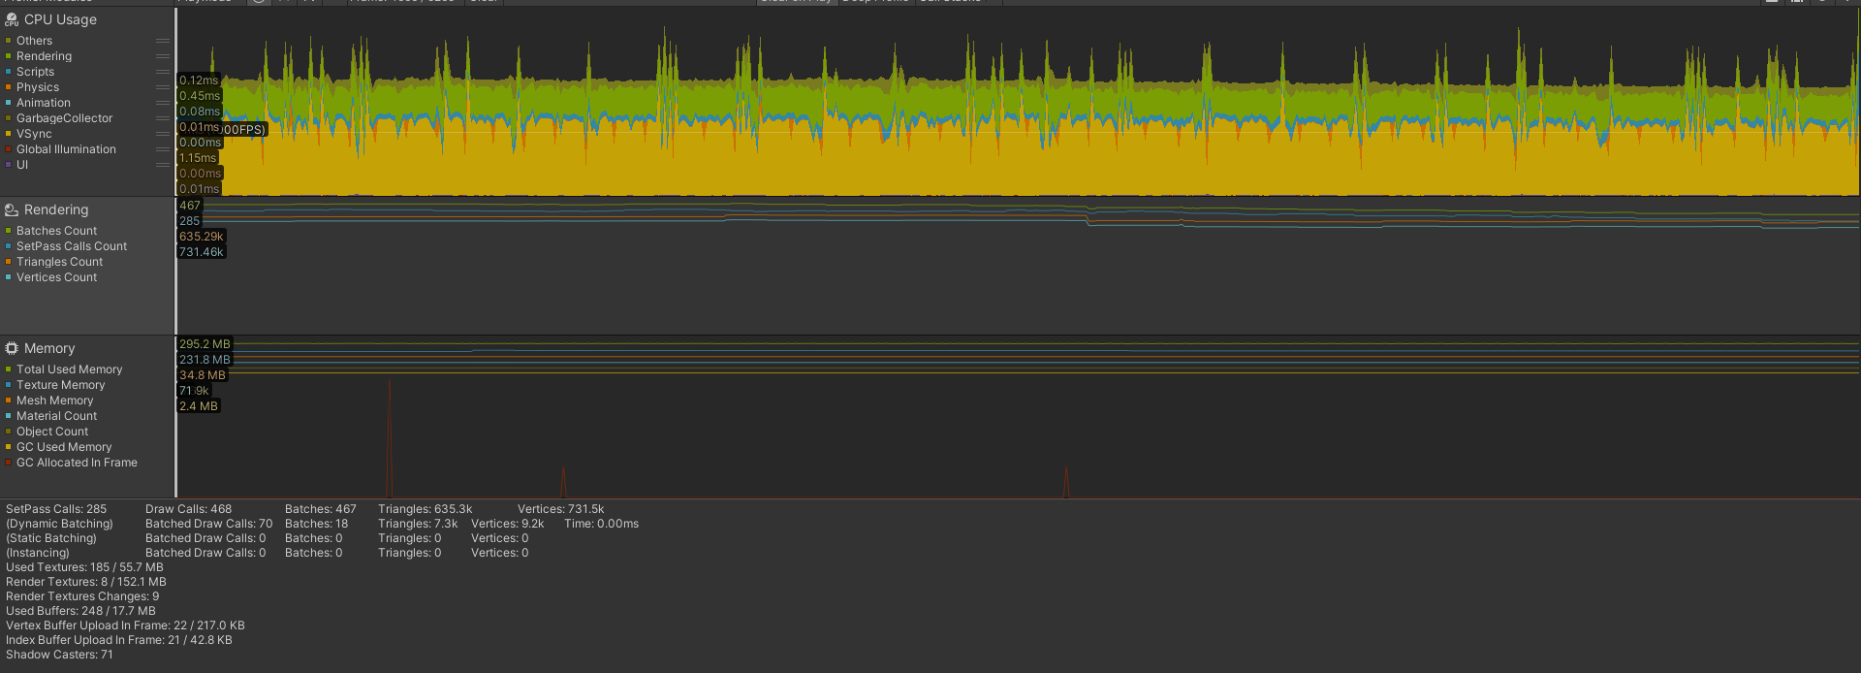 CPU Usage
Others
Rendering
Scripts
Physics
Animation
GarbageCollector
VSync
Global Illumination
UI
0.12ms
0.45ms
0.08ms
0.01ms
00FPS)
0.00ms
1.15ms
0.00ms
0.01ms
Rendering
Batches Count
SetPass Calls Count
Triangles Count
Vertices Count
467
285
635.29k
731.46k
Memory
Total Used Memory
Texture Memory
Mesh Memory
Material Count
Object Count
GC Used Memory
GC Allocated In Frame
295.2 MB
231.8 MB
34.8 MB
2.4 MB
SetPass Calls: 285 Draw Calls: 468 Batches: 467 Triangles: 635.3k Vertices: 731.5k
(Dynamic Batching) Batched Draw Calls: 70 Batches: 18 Triangles: 7.3k Vertices: 9.2k Time: 0.00ms
(Static Batching) Batched Draw Calls: 0 Batches: 0 Triangles: 0 Vertices: 0
(Instancing) Batched Draw Calls: 0 Batches: 0 Triangles: 0 Vertices: 0
Used Textures: 185 / 55.7 MB
Render Textures: 8 / 152.1 MB
Render Textures Changes: 9
Used Buffers: 248 / 17.7 MB
Vertex Buffer Upload In Frame: 22 / 217.0 KB
Index Buffer Upload In Frame: 21 / 42.8 KB
Shadow Casters: 71